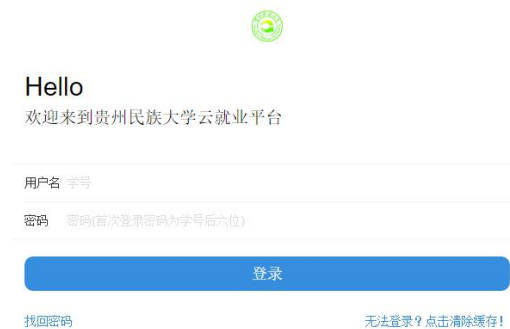 Hello
欢迎来到贵州民族大学云就业平台
用户名 学号
密码 密码(首次登录密码为学号后六位)
登录
找回密码 无法登录？点击清除缓存!